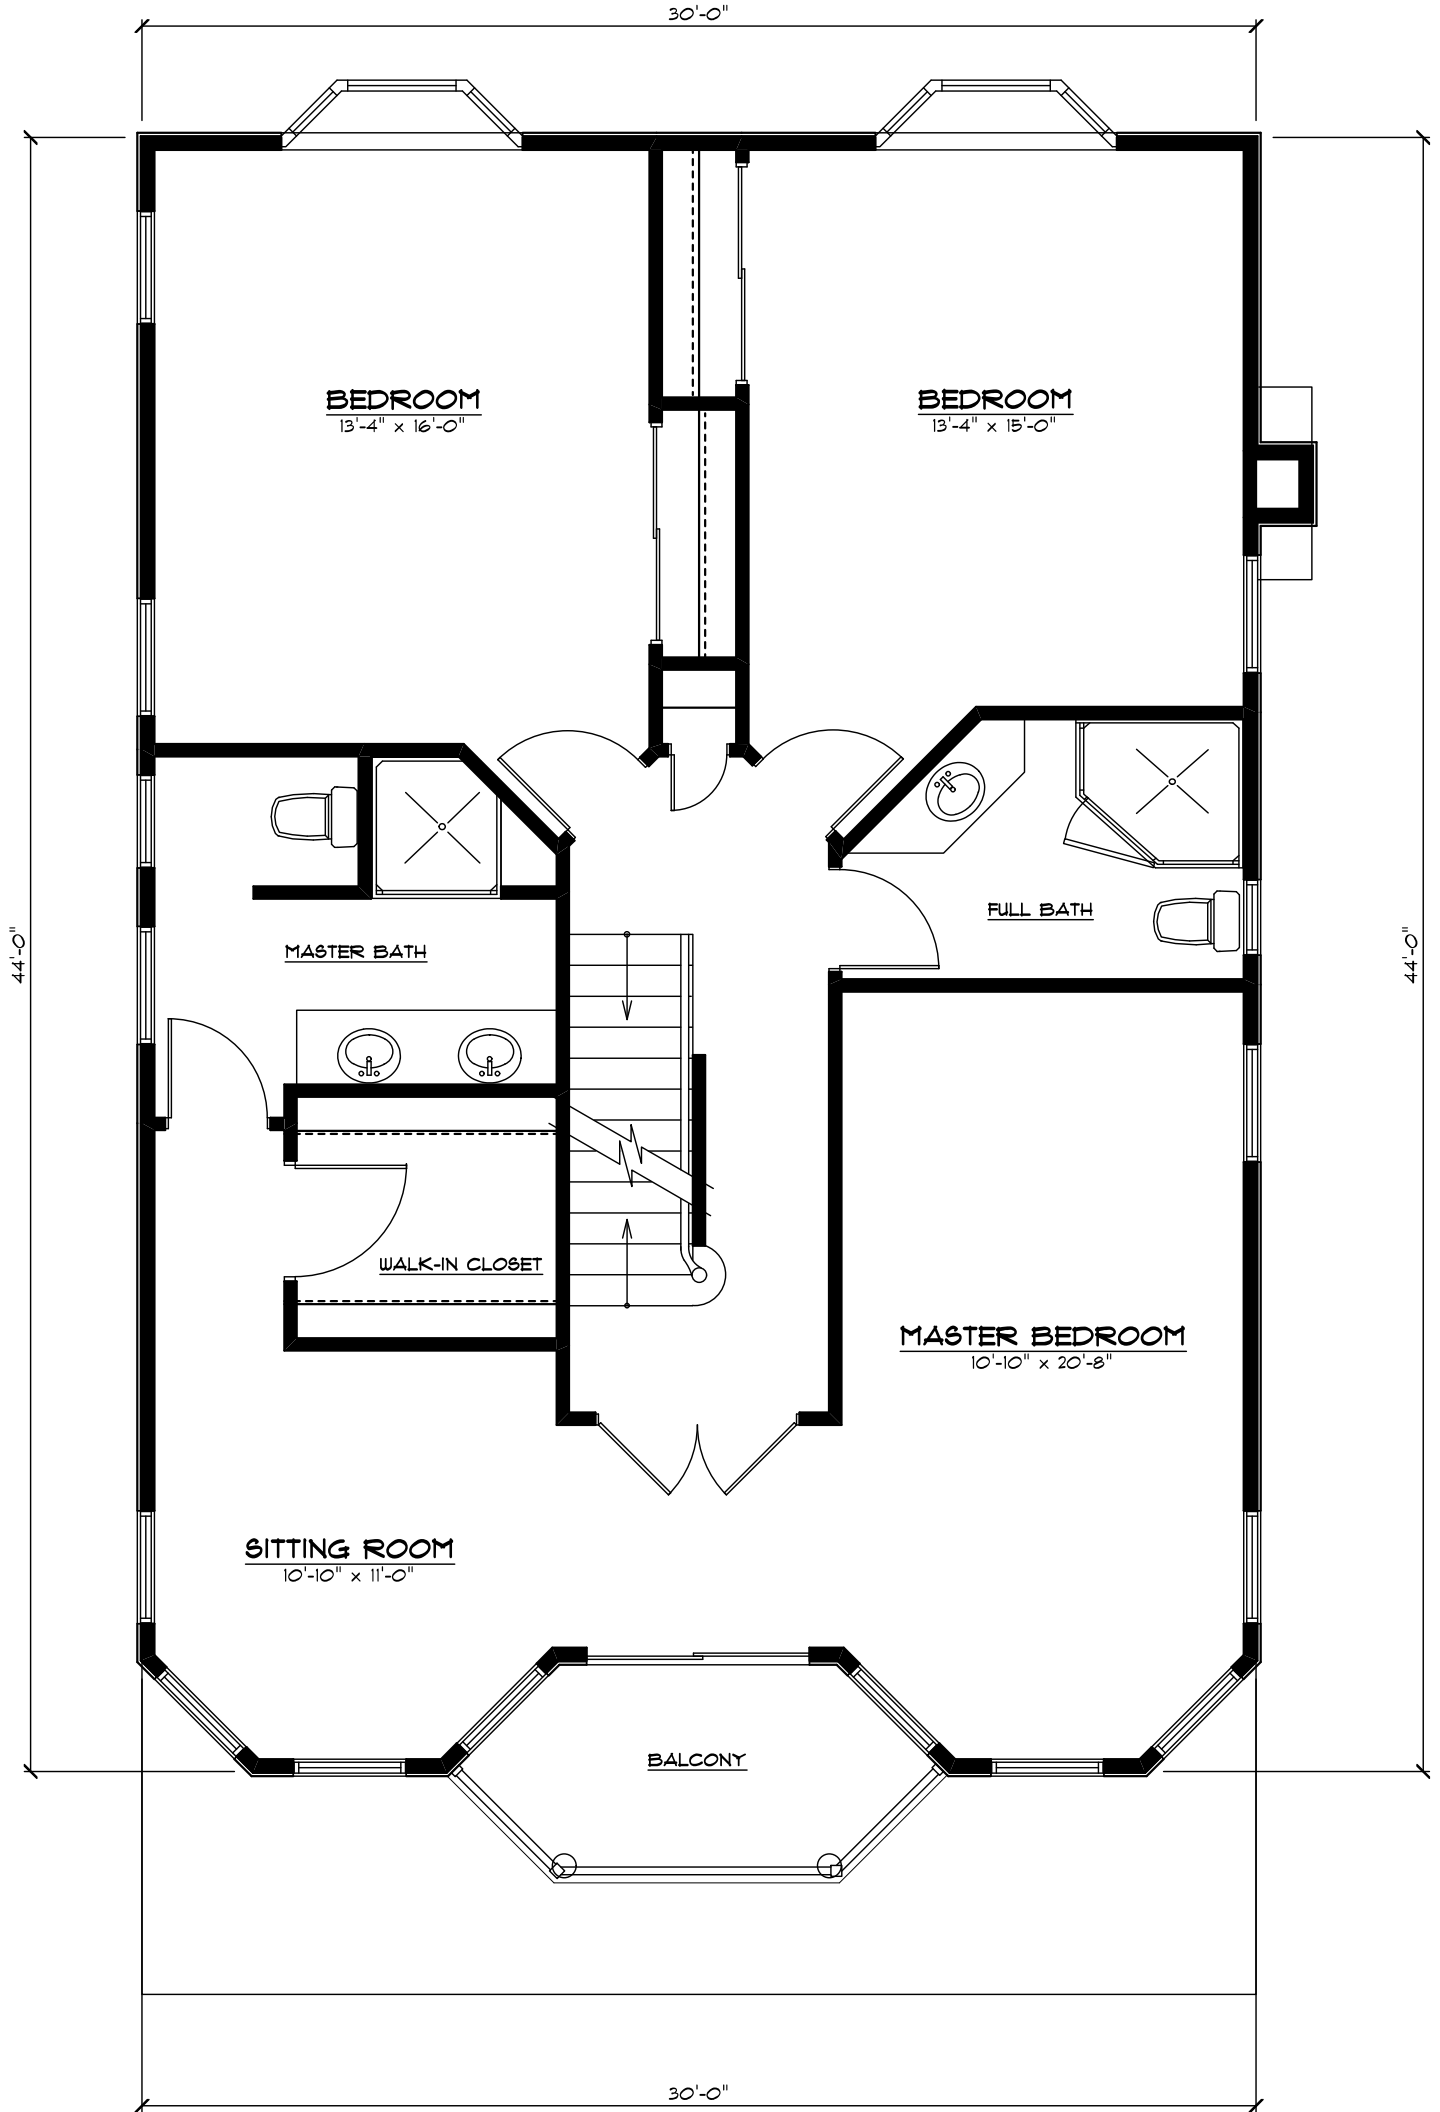 30'-0"
BEDROOM
13'-4" x 16'-0"
BEDROOM
13'-4" x 15'-0"
FULL BATH
MASTER BATH
44'-0"
44'-0"
WALK-IN CLOSET
MASTER BEDROOM
10'-10" x 20'-8"
SITTING ROOM
10'-10" x 11'-0"
BALCONY
30'-0"